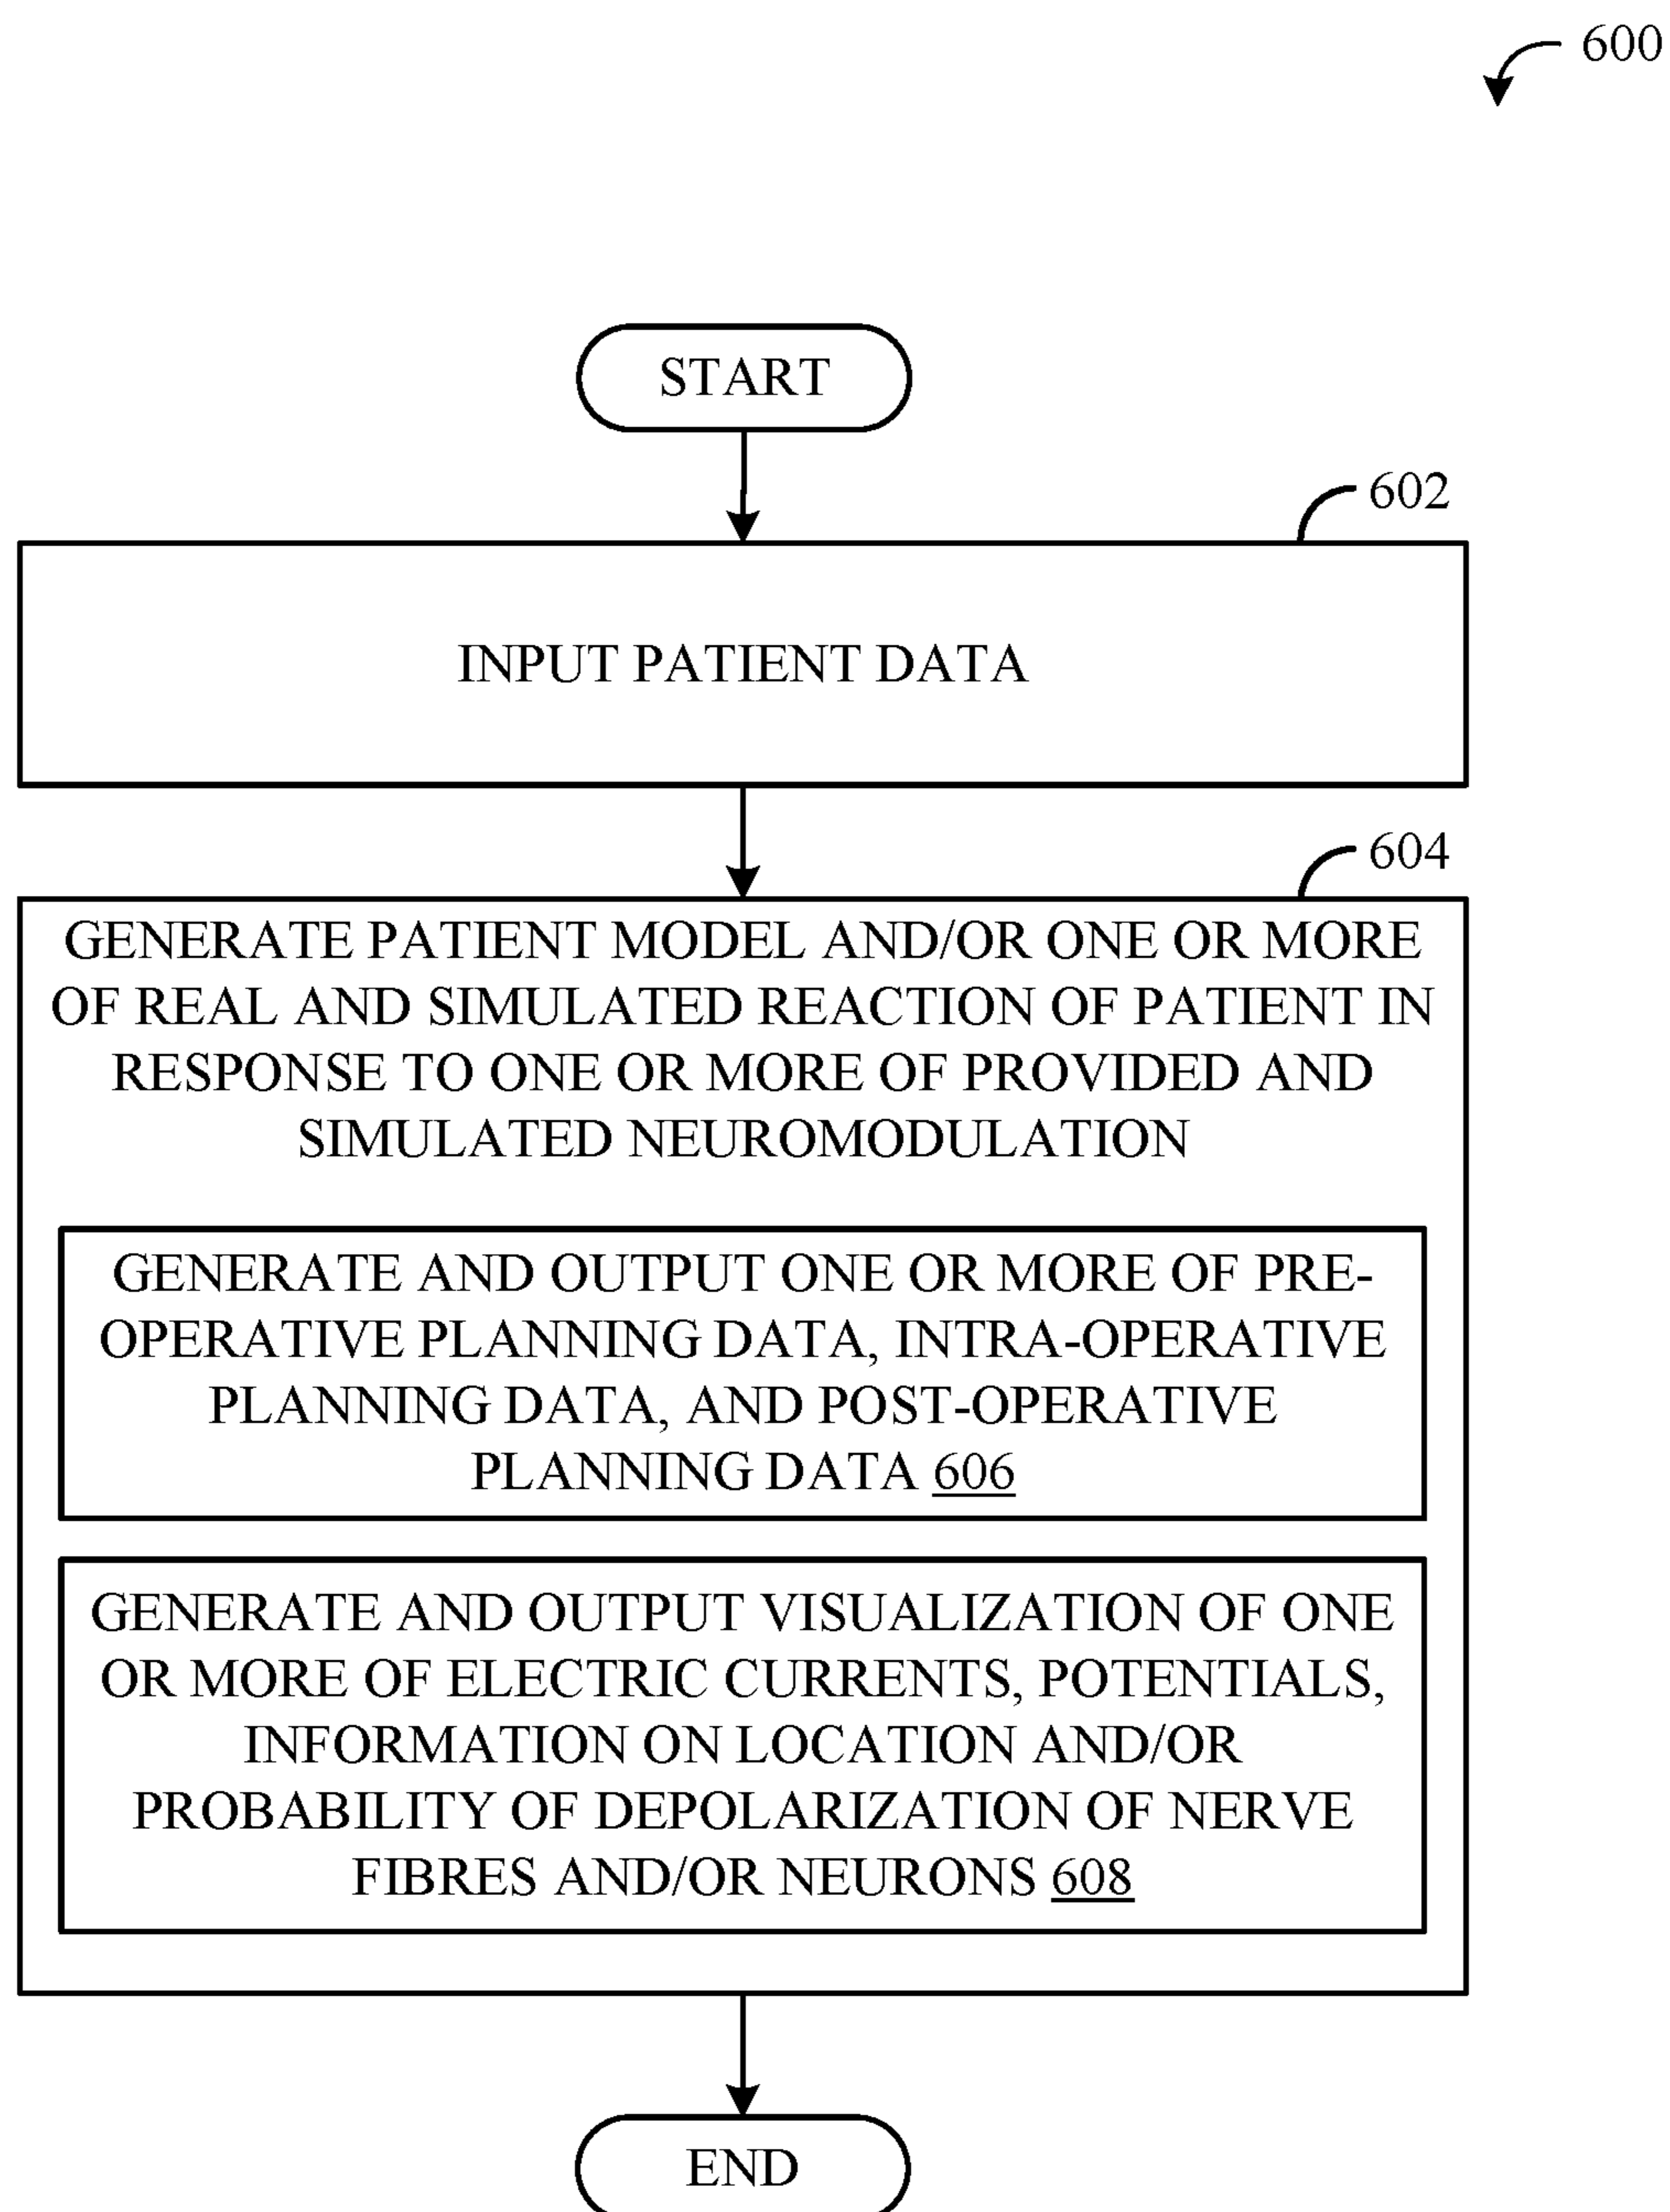 600
START
602
INPUT PATIENT DATA
604
GENERATE PATIENT MODEL AND/OR ONE OR MORE
OF REAL AND SIMULATED REACTION OF PATIENT IN
RESPONSE TO ONE OR MORE OF PROVIDED AND
SIMULATED NEUROMODULATION
GENERATE AND OUTPUT ONE OR MORE OF PRE-
OPERATIVE PLANNING DATA, INTRA-OPERATIVE
PLANNING DATA, AND POST-OPERATIVE
PLANNING DATA 606
GENERATE AND OUTPUT VISUALIZATION OF ONE
OR MORE OF ELECTRIC CURRENTS, POTENTIALS,
INFORMATION ON LOCATION AND/OR
PROBABILITY OF DEPOLARIZATION OF NERVE
FIBRES AND/OR NEURONS 608
END